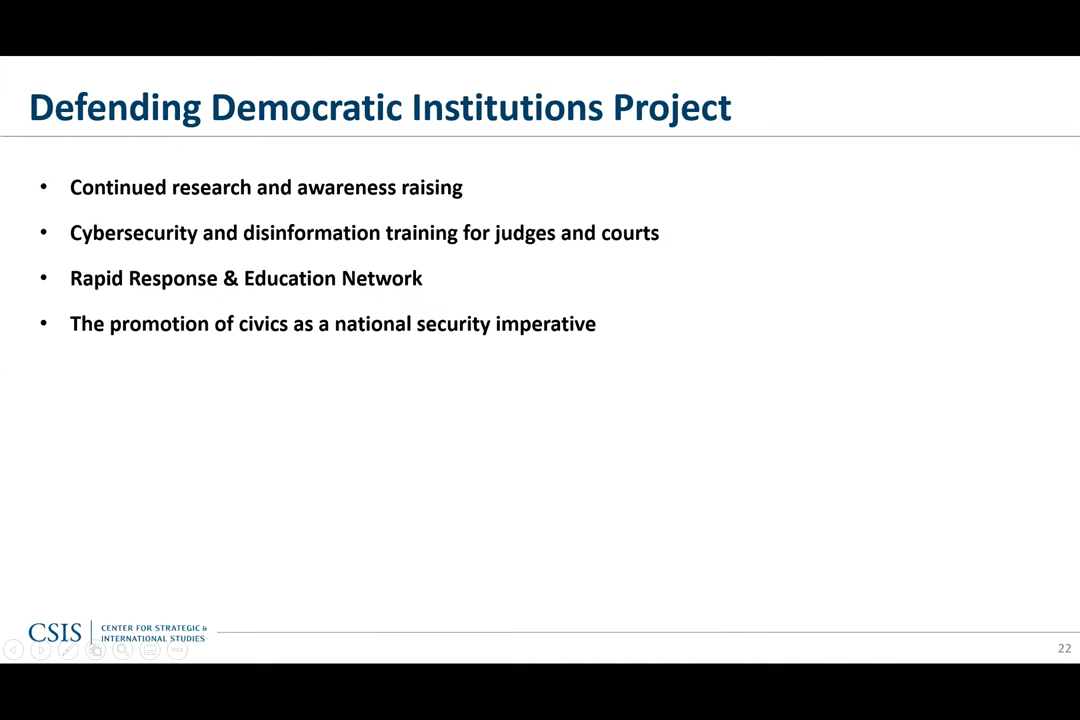 Defending Democratic Institutions Project
• Continued research and awareness raising
• Cybersecurity and disinformation training for judges and courts
• Rapid Response & Education Network
• The promotion of civics as a national security imperative
CSIS | CENTER FOR STRATEGIC &
INTERNATIONAL STUDIES
22